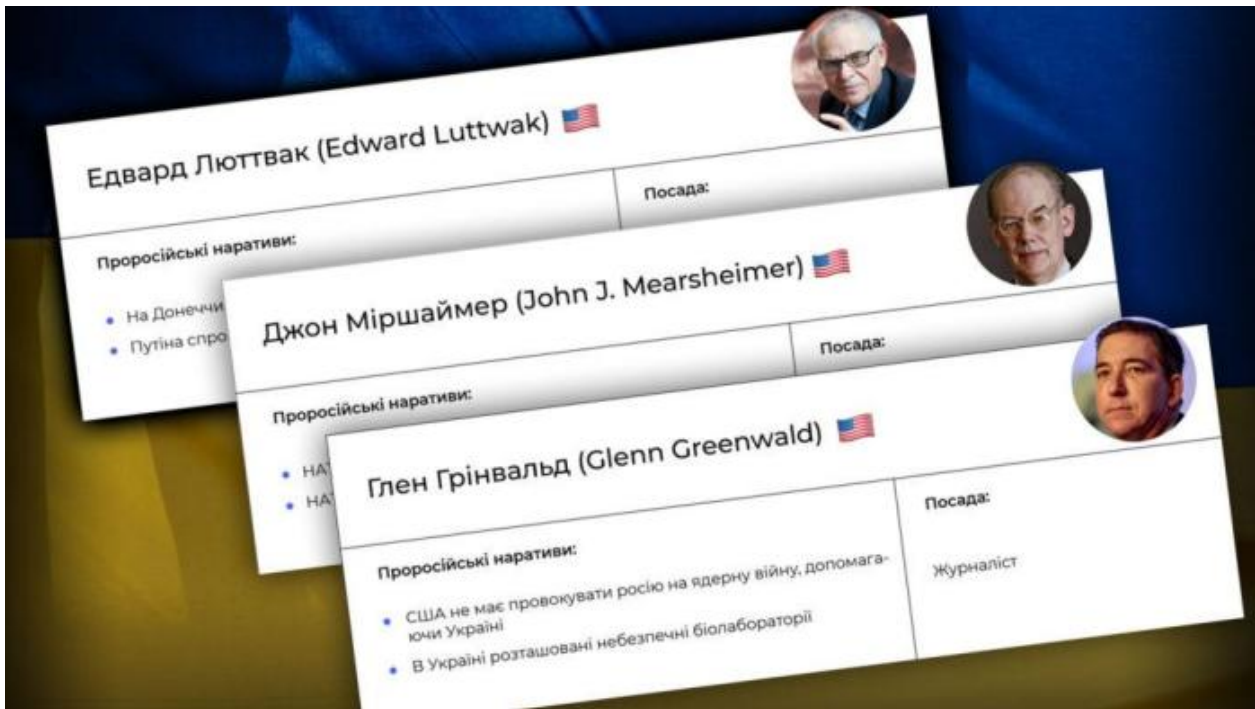 Едвард Люттвак (Edward Luttwak)
Проросійські наративи:
Посада:
• На Донеччи
• Путіна спро
Джон Міршаймер (John J. Mearsheimer)
Проросійські наративи:
Посада:
• НАТ
• НАТ
Глен Грінвальд (Glenn Greenwald)
Проросійські наративи:
• США не має провокувати росію на ядерну війну, допомага-
ючи Україні
• В Україні розташовані небезпечні біолабораторії
Посада:
Журналіст